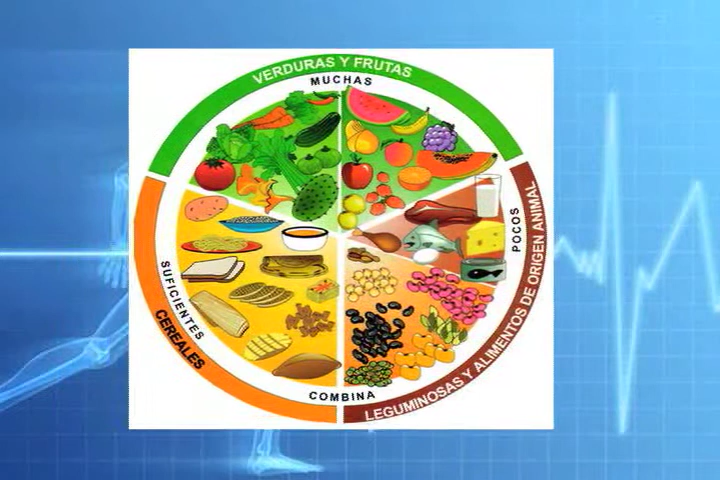 VERDURAS Y FRUTAS
MUCHAS
POCOS
LEGUMINOSAS Y ALIMENTOS DE ORIGEN ANIMAL
COMBINA
SUFICIENTES
CEREALES